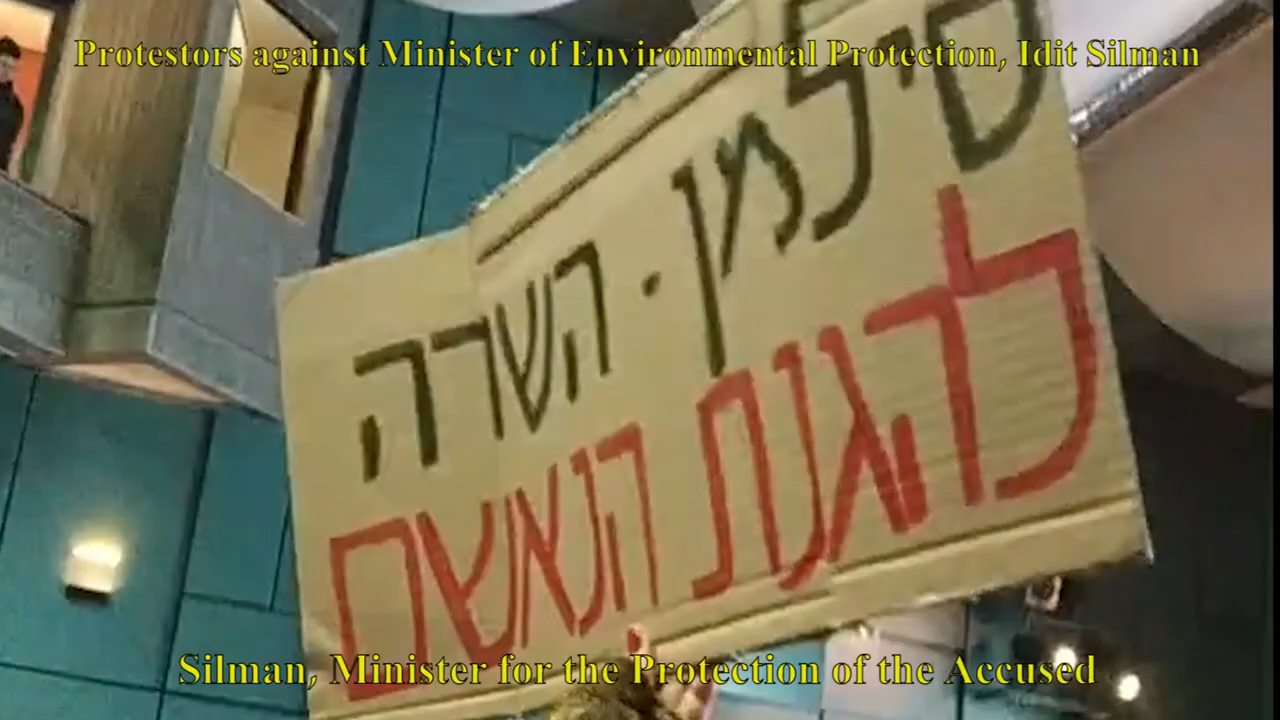 Protestors against Minister of Environmental Protection, Idit Silman
סילמן. השרה
להגנת הנאשם
Silman, Minister for the Protection of the Accused